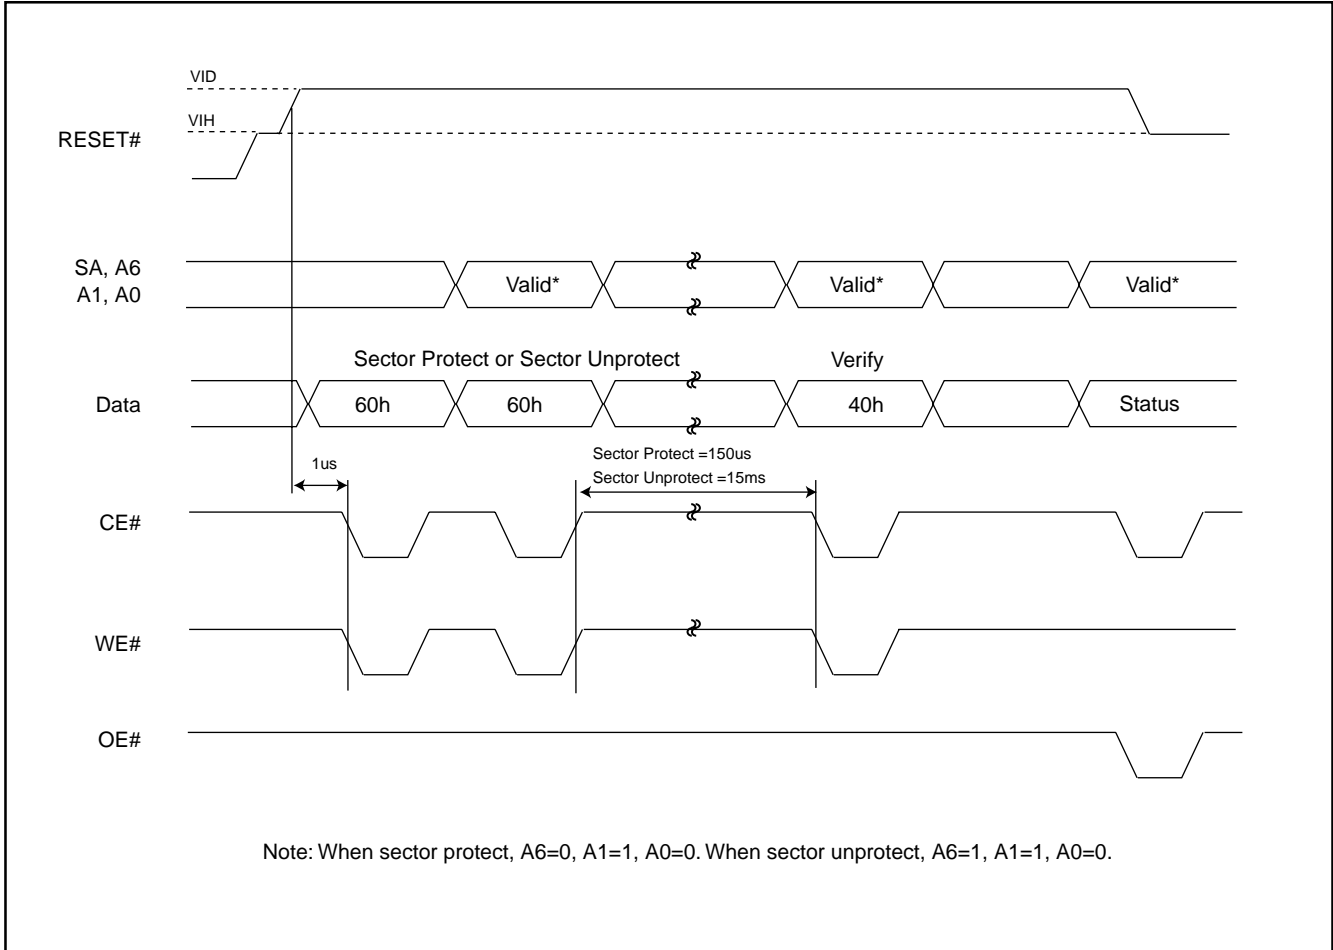 VID
VIH
RESET#
SA, A6
A1, A0
Valid*
Valid*
Valid*
Sector Protect or Sector Unprotect
Verify
Data
60h
60h
40h
Status
1us
Sector Protect =150us
Sector Unprotect =15ms
CE#
WE#
OE#
Note: When sector protect, A6=0, A1=1, A0=0. When sector unprotect, A6=1, A1=1, A0=0.